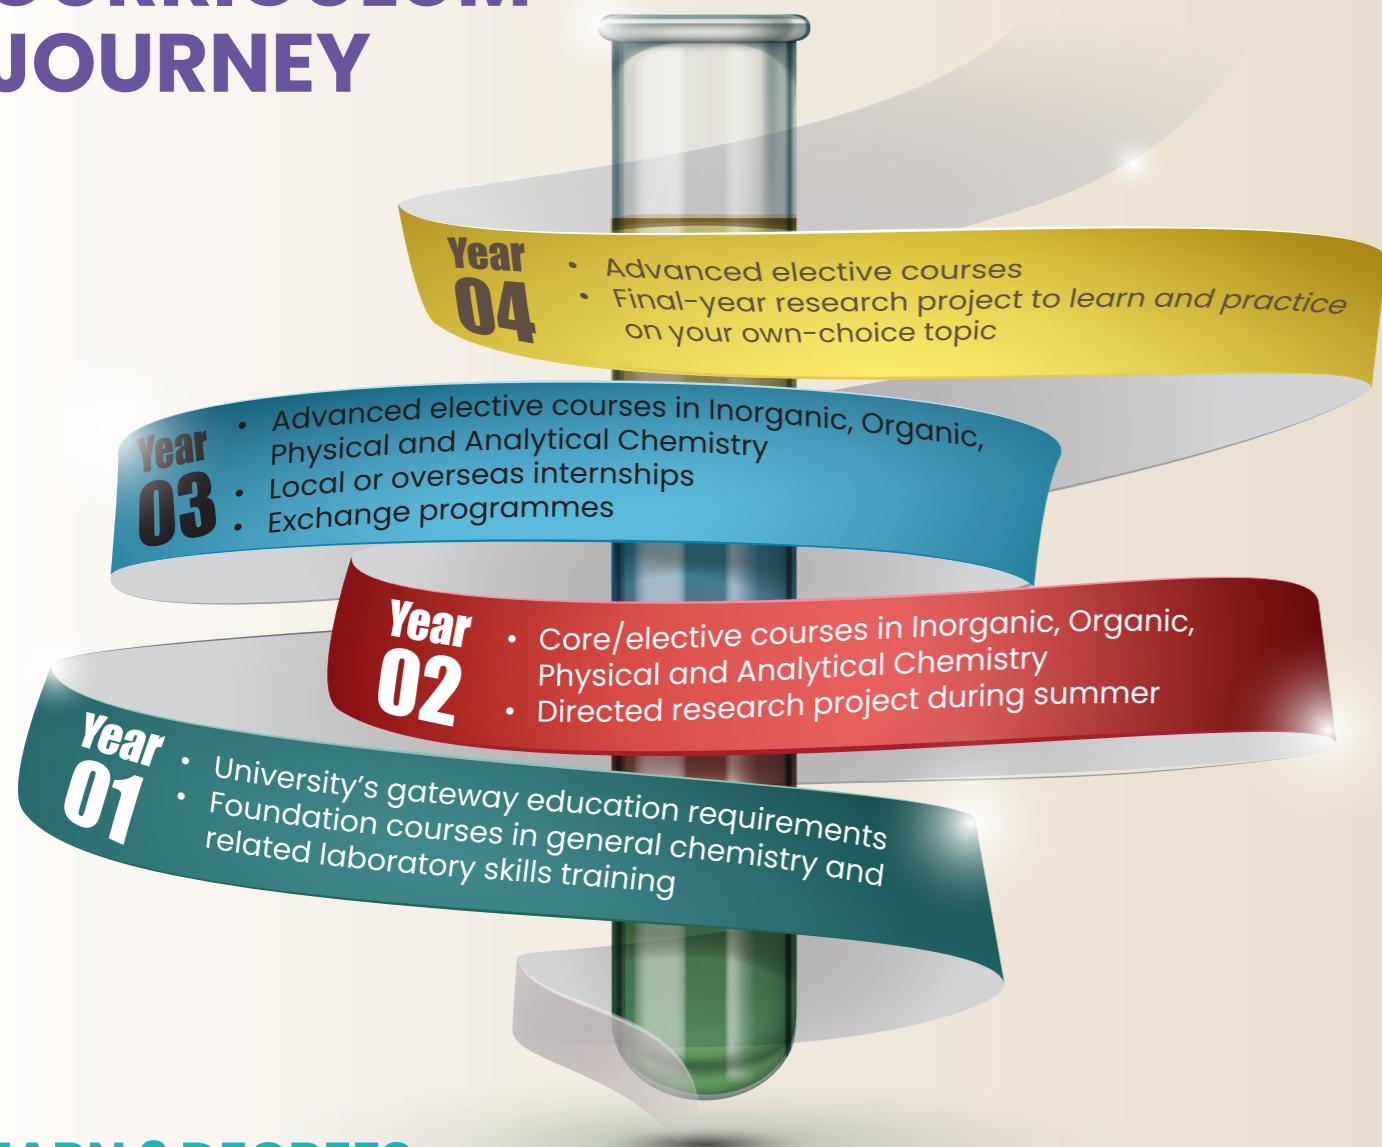 CURRICULUM
JOURNEY
Year
04
• Advanced elective courses
• Final-year research project to learn and practice
on your own-choice topic
Year
03
• Advanced elective courses in Inorganic, Organic,
Physical and Analytical Chemistry
• Local or overseas internships
• Exchange programmes
Year
02
• Core/elective courses in Inorganic, Organic,
Physical and Analytical Chemistry
• Directed research project during summer
Year
01
• University’s gateway education requirements
• Foundation courses in general chemistry and
related laboratory skills training